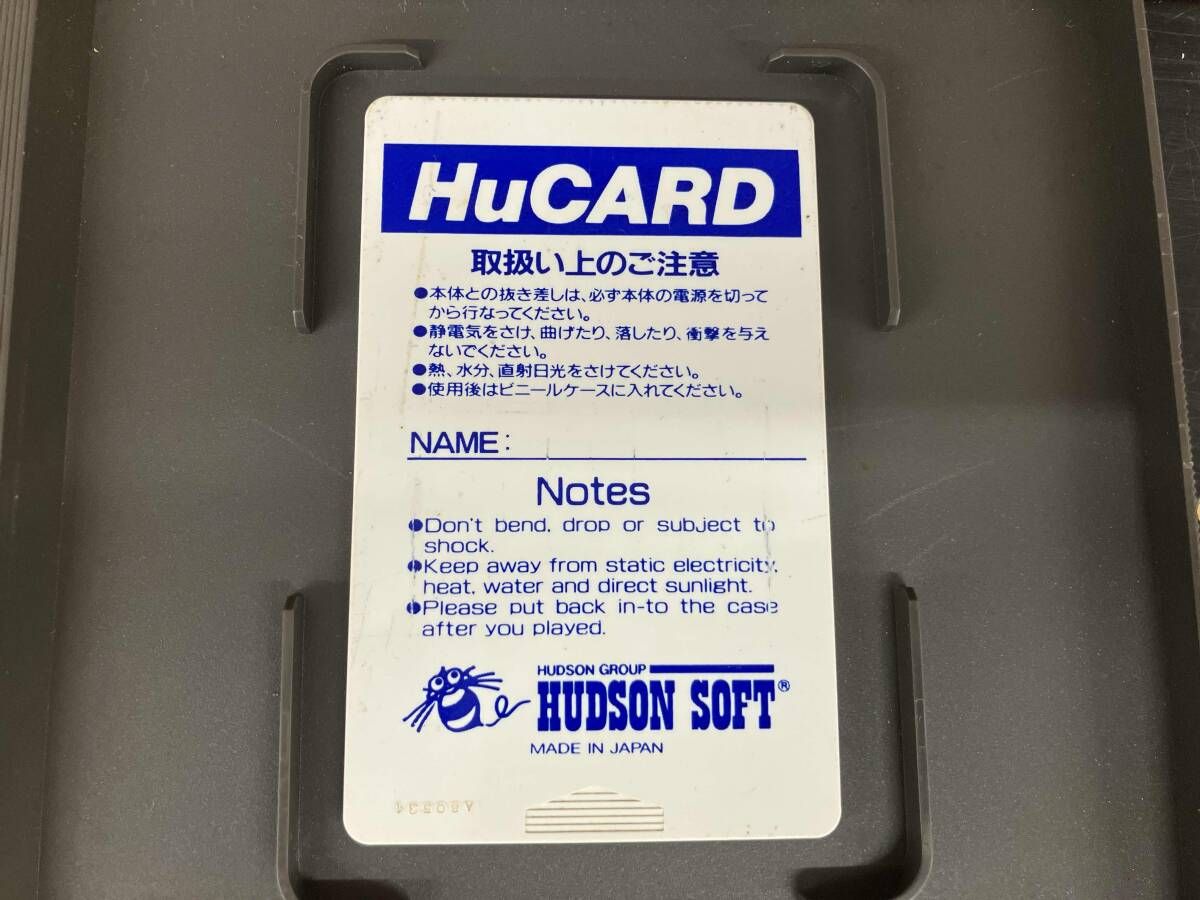 HuCARD
取扱い上のご注意
●本体との抜き差しは、必ず本体の電源を切って
から行なってください。
●静電気をさけ、曲げたり、落したり、衝撃を与え
ないでください。
●熱、水分、直射日光をさけてください。
●使用後はビニールケースに入れてください。
NAME:
Notes
●Don't bend, drop or subject to
shock.
●Keep away from static electricity,
heat, water and direct sunlight.
●Please put back in-to the case
after you played.
HUDSON GROUP
HUDSON SOFT®
MADE IN JAPAN